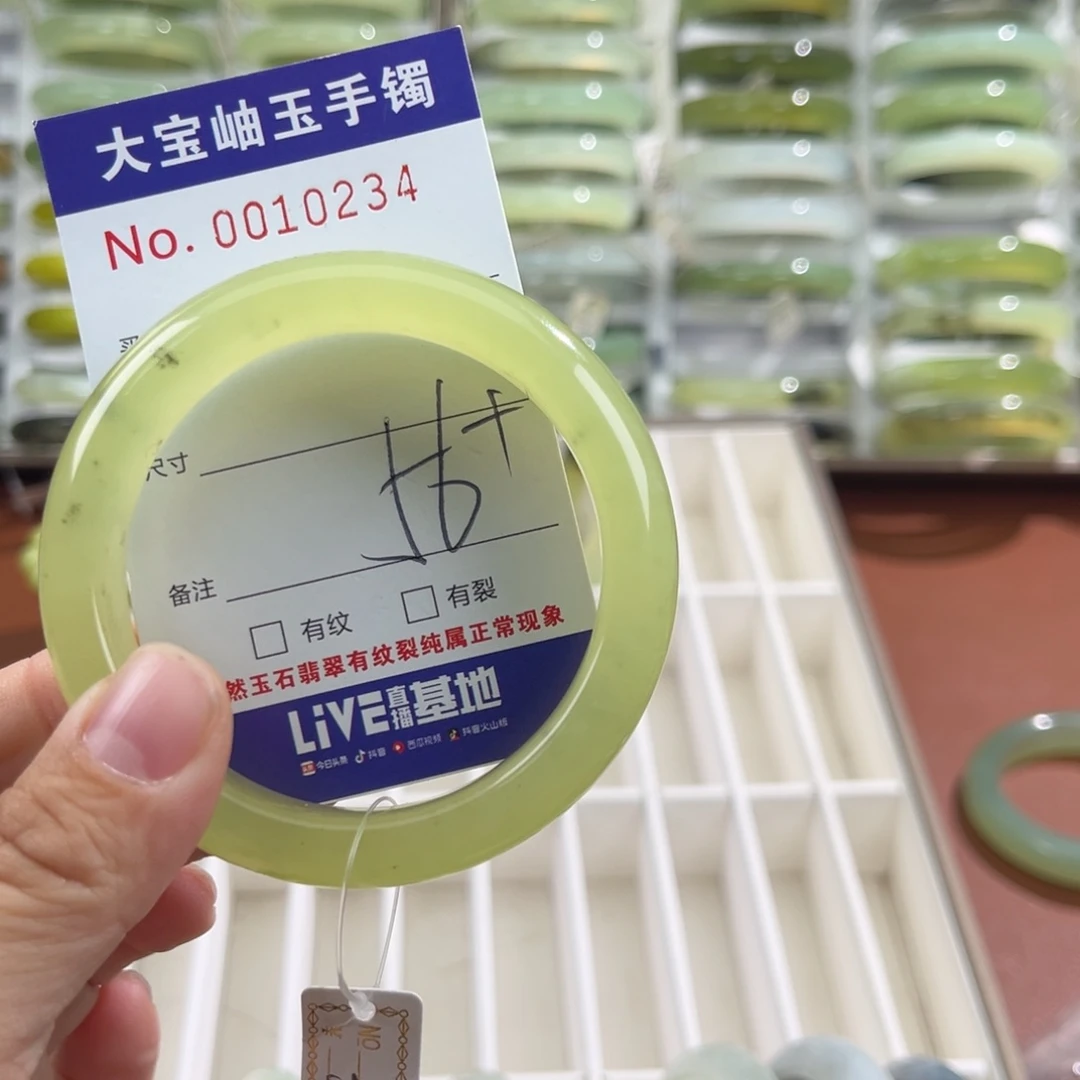 大宝岫玉手镯
No. 0010234
尺寸 56+
备注
有纹 有裂
然玉石翡翠有纹裂纯属正常现象
LiVE直播基地
今日头条 抖音 西瓜视频 抖音火山版
NO